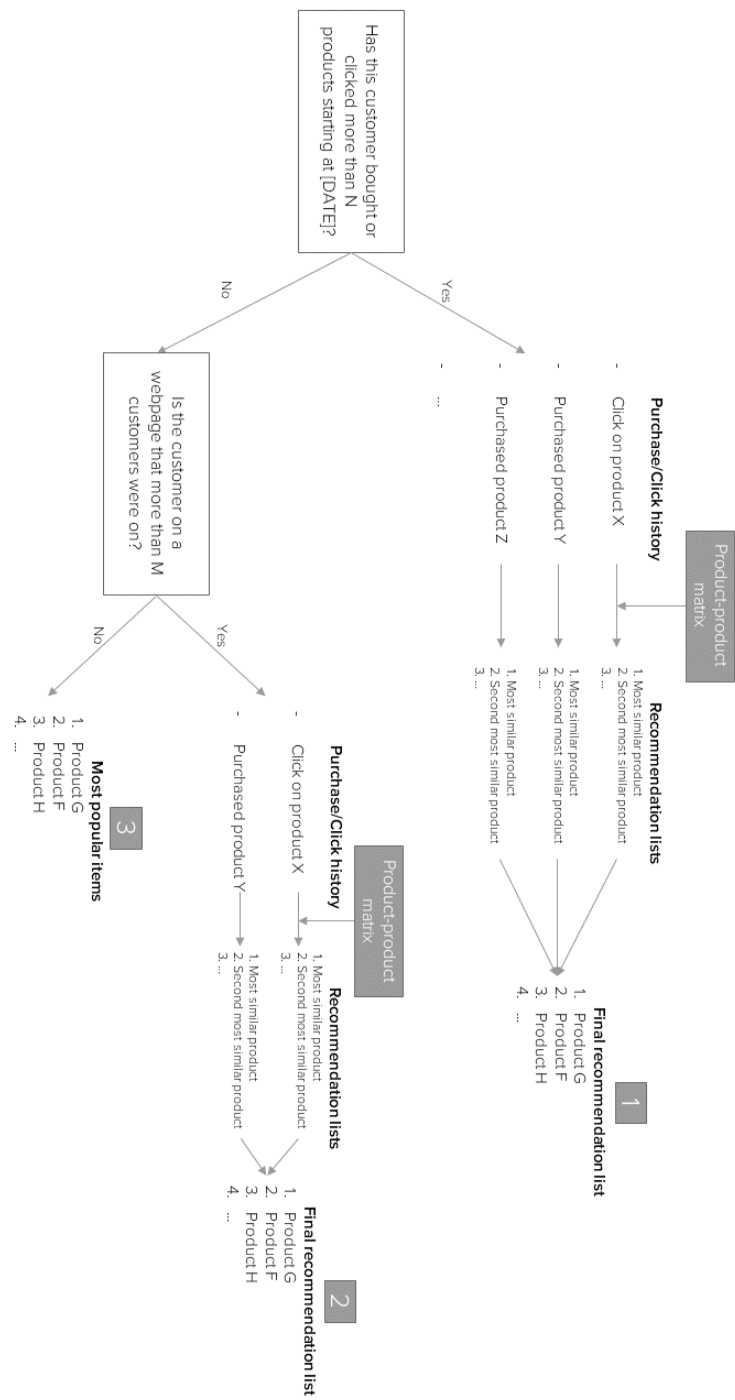 Has this customer bought or
clicked more than N
products starting at [DATE]?
Yes
No
Product-product
matrix
Purchase/Click history
- Click on product X
- Purchased product Y
- Purchased product Z
- ...
Recommendation lists
1. Most similar product
2. Second most similar product
3. ...
1. Most similar product
2. Second most similar product
3. ...
1. Most similar product
2. Second most similar product
3. ...
1
Final recommendation list
1. Product G
2. Product F
3. Product H
4. ...
Is the customer on a
webpage that more than M
customers were on?
Yes
No
Product-product
matrix
Purchase/Click history
- Click on product X
- Purchased product Y
Recommendation lists
1. Most similar product
2. Second most similar product
3. ...
1. Most similar product
2. Second most similar product
3. ...
2
Final recommendation list
1. Product G
2. Product F
3. Product H
4. ...
3
Most popular items
1. Product G
2. Product F
3. Product H
4. ...